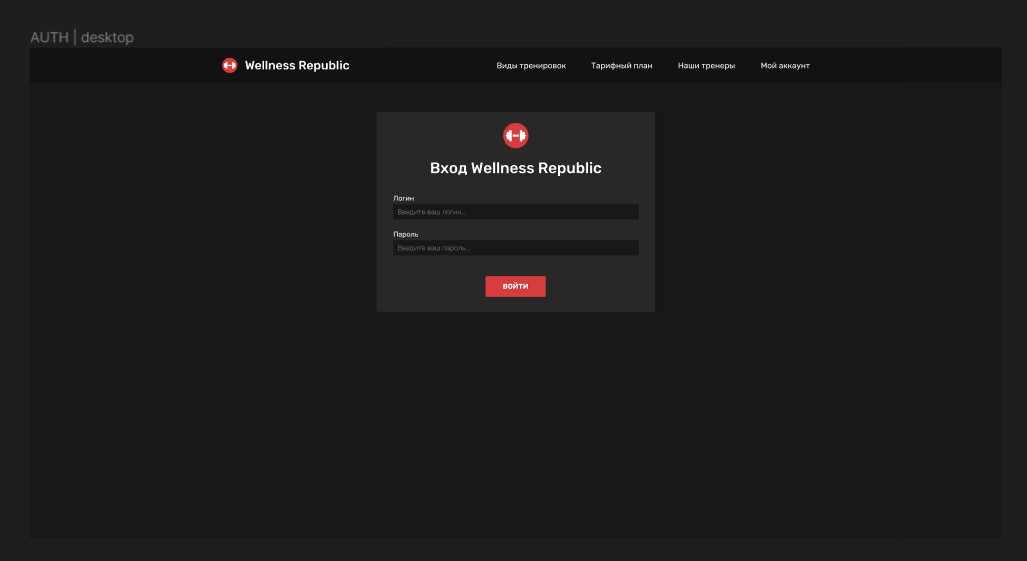 AUTH | desktop
Wellness Republic
Виды тренировок Тарифный план Наши тренеры Мой аккаунт
Вход Wellness Republic
Логин
Введите ваш логин...
Пароль
Введите ваш пароль...
ВОЙТИ